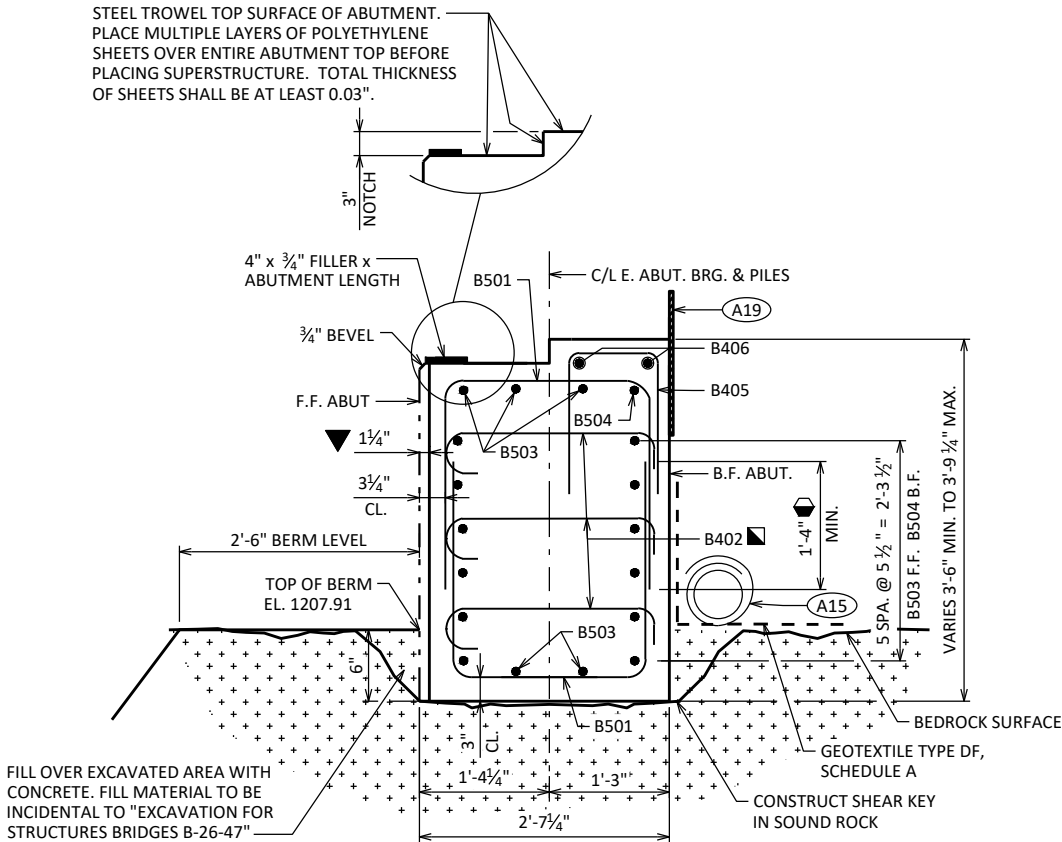 STEEL TROWEL TOP SURFACE OF ABUTMENT.
PLACE MULTIPLE LAYERS OF POLYETHYLENE
SHEETS OVER ENTIRE ABUTMENT TOP BEFORE
PLACING SUPERSTRUCTURE. TOTAL THICKNESS
OF SHEETS SHALL BE AT LEAST 0.03".
3"
NOTCH
4" x ¾" FILLER x
ABUTMENT LENGTH
B501
C/L E. ABUT. BRG. & PILES
A19
¾" BEVEL
B406
B405
F.F. ABUT
B504
B503
1¼"
B.F. ABUT.
3¼"
CL.
1'-4"
MIN.
5 SPA. @ 5 ½" = 2'-3 ½"
B503 F.F. B504 B.F.
VARIES 3'-6" MIN. TO 3'-9 ¼" MAX.
B402
2'-6" BERM LEVEL
TOP OF BERM
EL. 1207.91
A15
B503
6"
B501
BEDROCK SURFACE
3"
CL.
GEOTEXTILE TYPE DF,
SCHEDULE A
FILL OVER EXCAVATED AREA WITH
CONCRETE. FILL MATERIAL TO BE
INCIDENTAL TO "EXCAVATION FOR
STRUCTURES BRIDGES B-26-47"
1'-4¼"
1'-3"
CONSTRUCT SHEAR KEY
IN SOUND ROCK
2'-7¼"